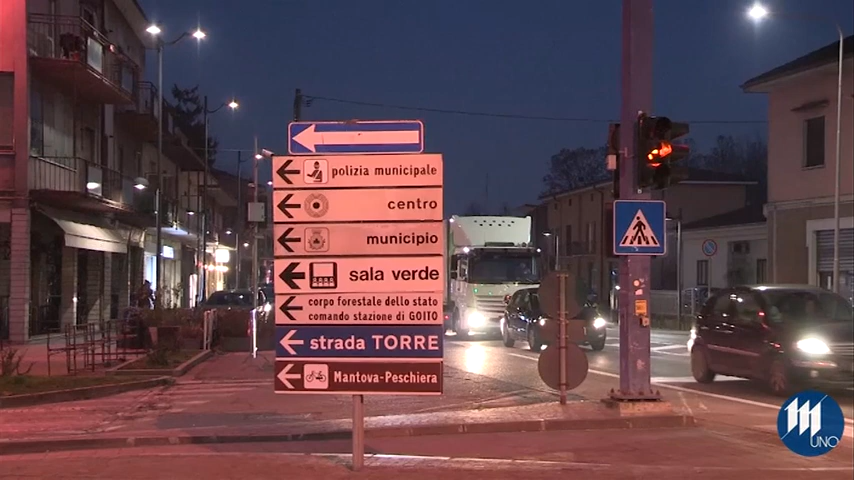 polizia municipale
centro
municipio
sala verde
corpo forestale dello stato
comando stazione di GOITO
strada TORRE
Mantova-Peschiera
M
UNO